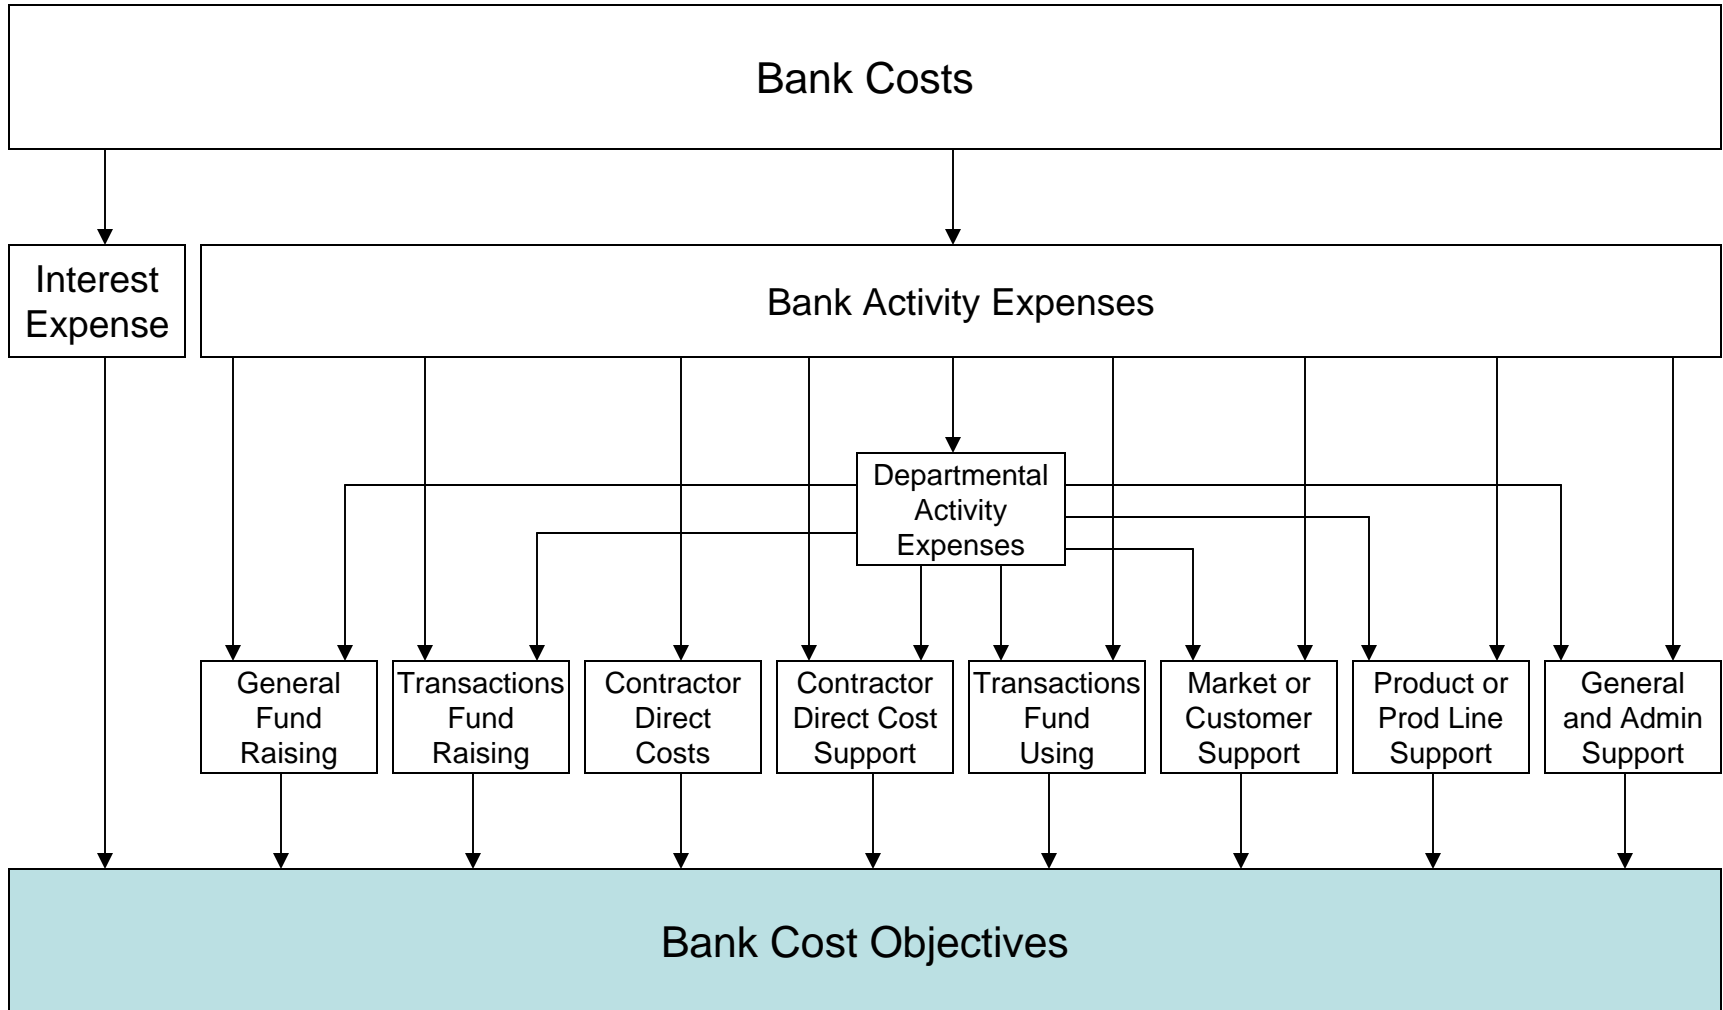 Bank Costs
Interest
Expense
Bank Activity Expenses
Departmental
Activity
Expenses
General
Fund
Raising
Transactions
Fund
Raising
Contractor
Direct
Costs
Contractor
Direct Cost
Support
Transactions
Fund
Using
Market or
Customer
Support
Product or
Prod Line
Support
General
and Admin
Support
Bank Cost Objectives